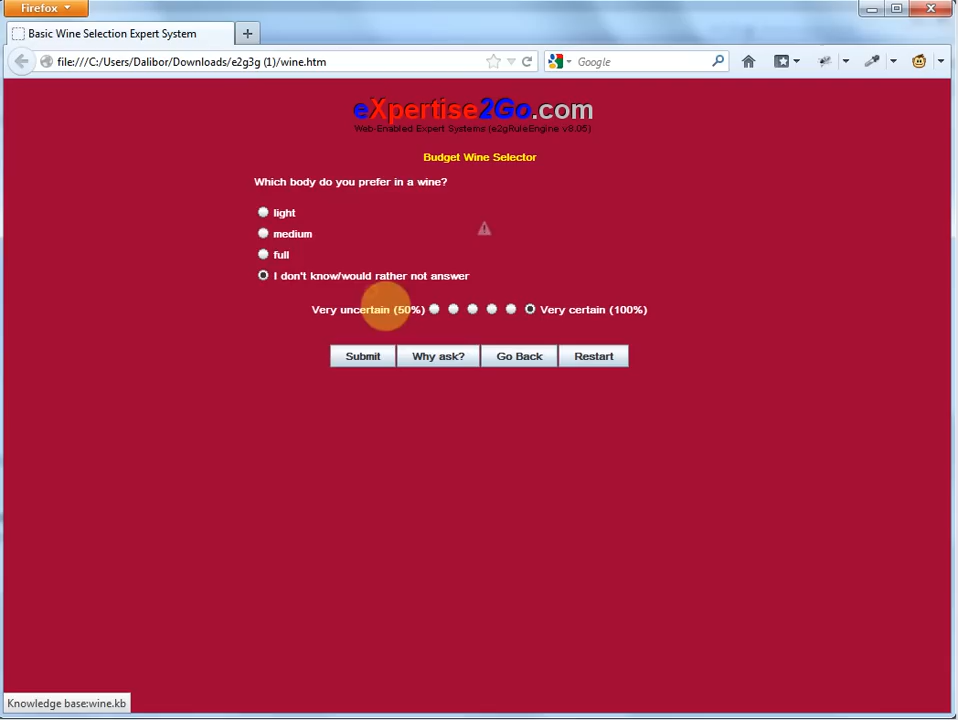 Firefox
Basic Wine Selection Expert System
file:///C:/Users/Dalibor/Downloads/e2g3g (1)/wine.htm
Google
eXpertise2Go.com
Web-Enabled Expert Systems (e2gRuleEngine v8.05)
Budget Wine Selector
Which body do you prefer in a wine?
light
medium
full
I don't know/would rather not answer
Very uncertain (50%) Very certain (100%)
Submit Why ask? Go Back Restart
Knowledge base:wine.kb